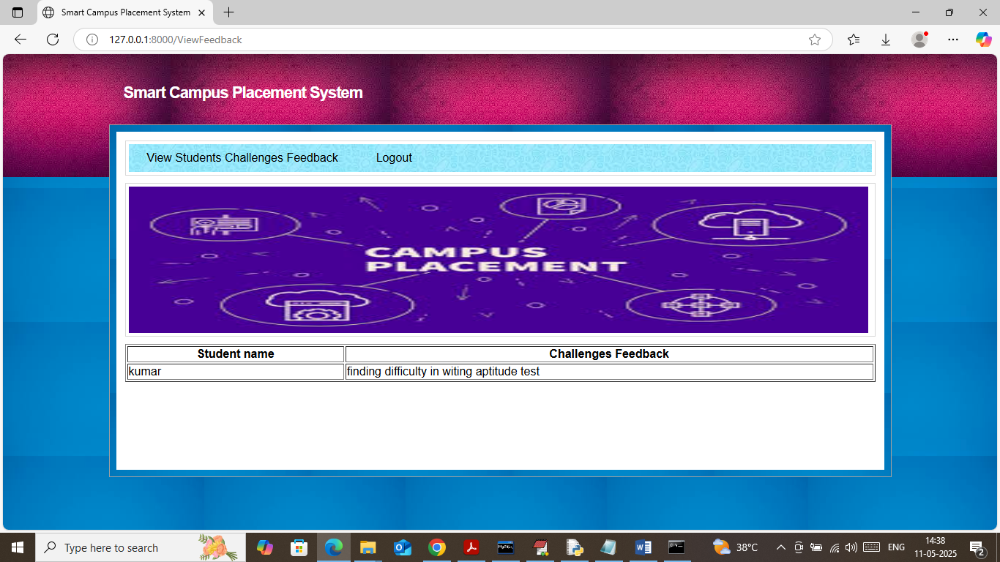 Smart Campus Placement System
127.0.0.1:8000/ViewFeedback
Smart Campus Placement System
View Students Challenges Feedback Logout
CAMPUS
PLACEMENT
Student name Challenges Feedback
kumar finding difficulty in witing aptitude test
Type here to search
38°C
ENG
14:38
11-05-2025
2